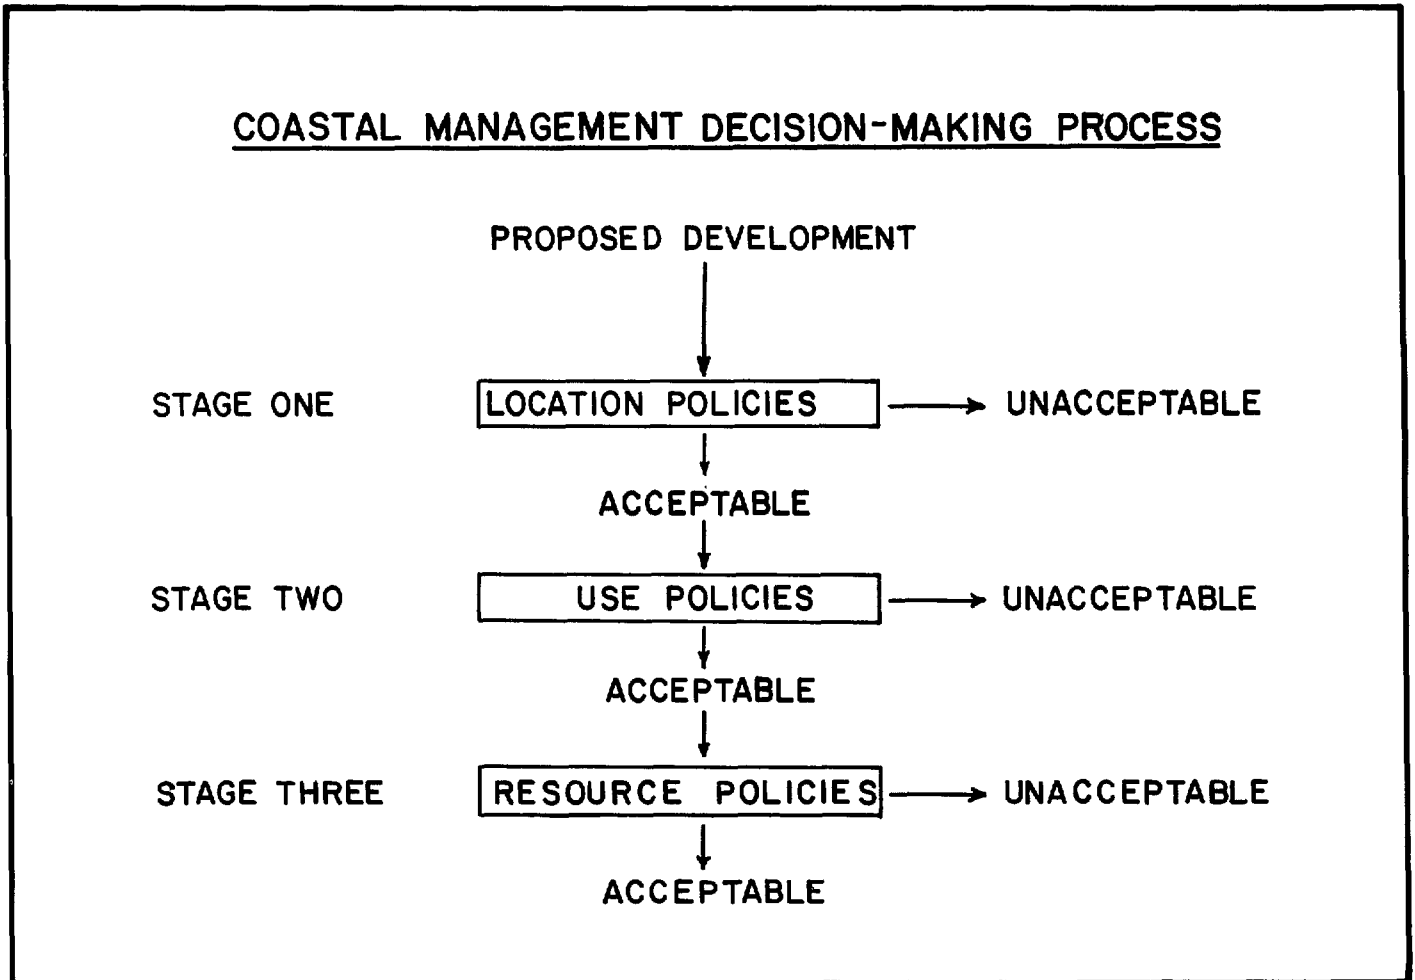 COASTAL MANAGEMENT DECISION-MAKING PROCESS
PROPOSED DEVELOPMENT
STAGE ONE LOCATION POLICIES UNACCEPTABLE
ACCEPTABLE
STAGE TWO USE POLICIES UNACCEPTABLE
ACCEPTABLE
STAGE THREE RESOURCE POLICIES UNACCEPTABLE
ACCEPTABLE